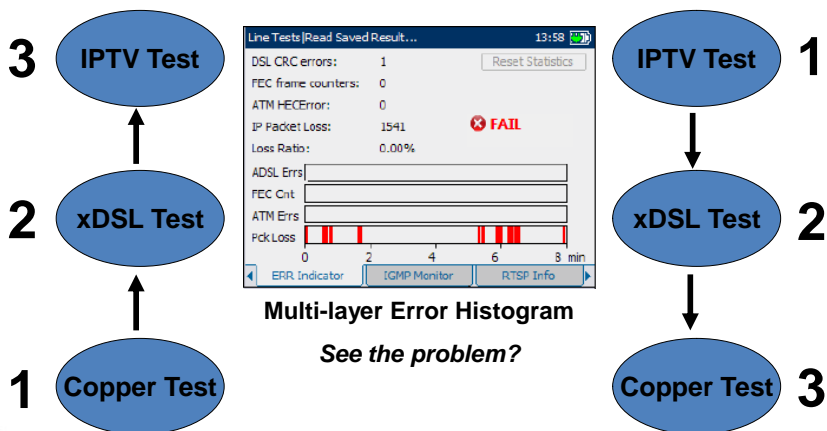 3
IPTV Test
2
xDSL Test
1
Copper Test
Line Tests|Read Saved Result... 13:58
DSL CRC errors: 1 Reset Statistics
FEC frame counters: 0
ATM HECError: 0
IP Packet Loss: 1541 FAIL
Loss Ratio: 0.00%
ADSL Errs
FEC Cnt
ATM Errs
Pck Loss
0 2 4 6 8 min
ERR Indicator IGMP Monitor RTSP Info
Multi-layer Error Histogram
See the problem?
IPTV Test
1
xDSL Test
2
Copper Test
3